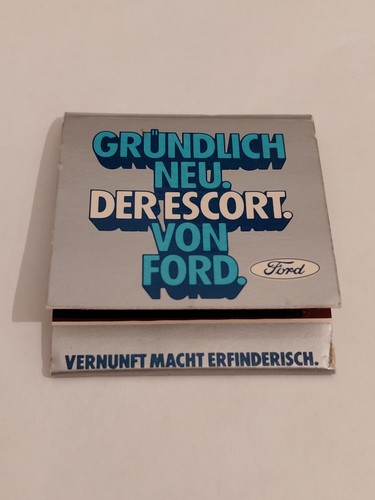 GRÜNDLICH
NEU.
DER ESCORT.
VON
FORD.
Ford
VERNUNFT MACHT ERFINDERISCH.